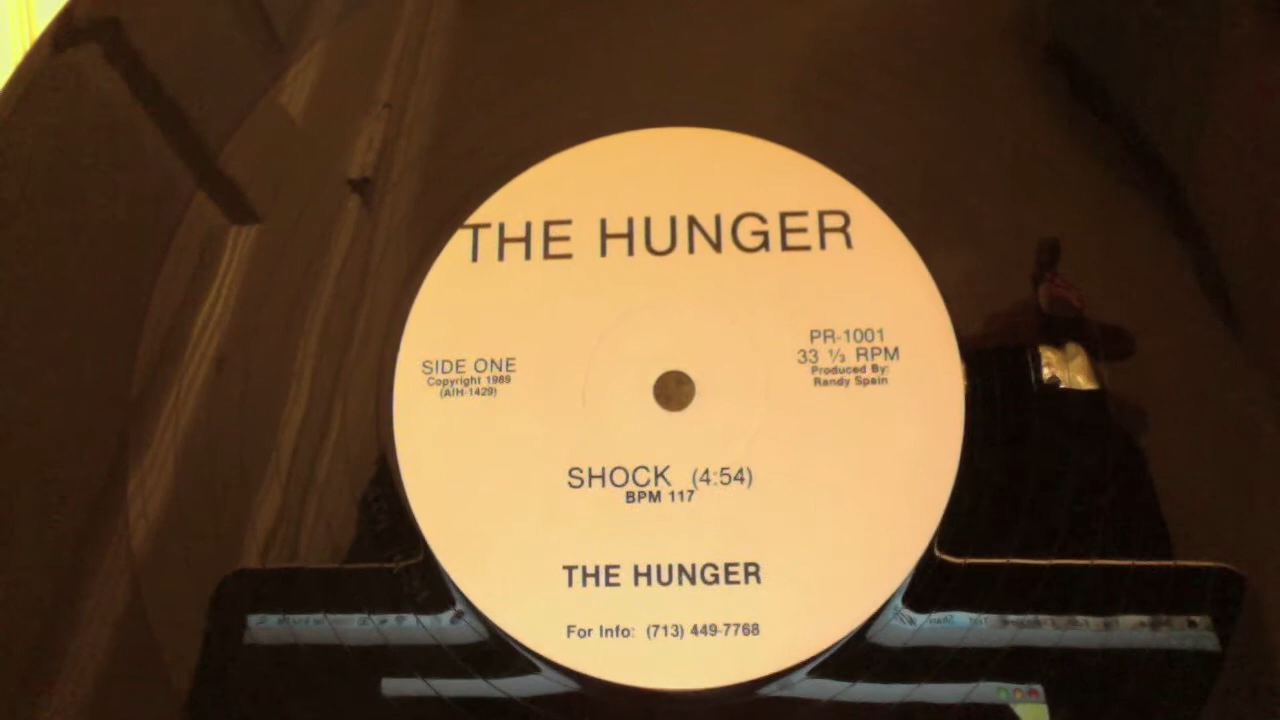 THE HUNGER
SIDE ONE
Copyright 1989
(AIH-1429)
PR-1001
33 ⅓ RPM
Produced By:
Randy Spain
SHOCK (4:54)
BPM 117
THE HUNGER
For Info: (713) 449-7768